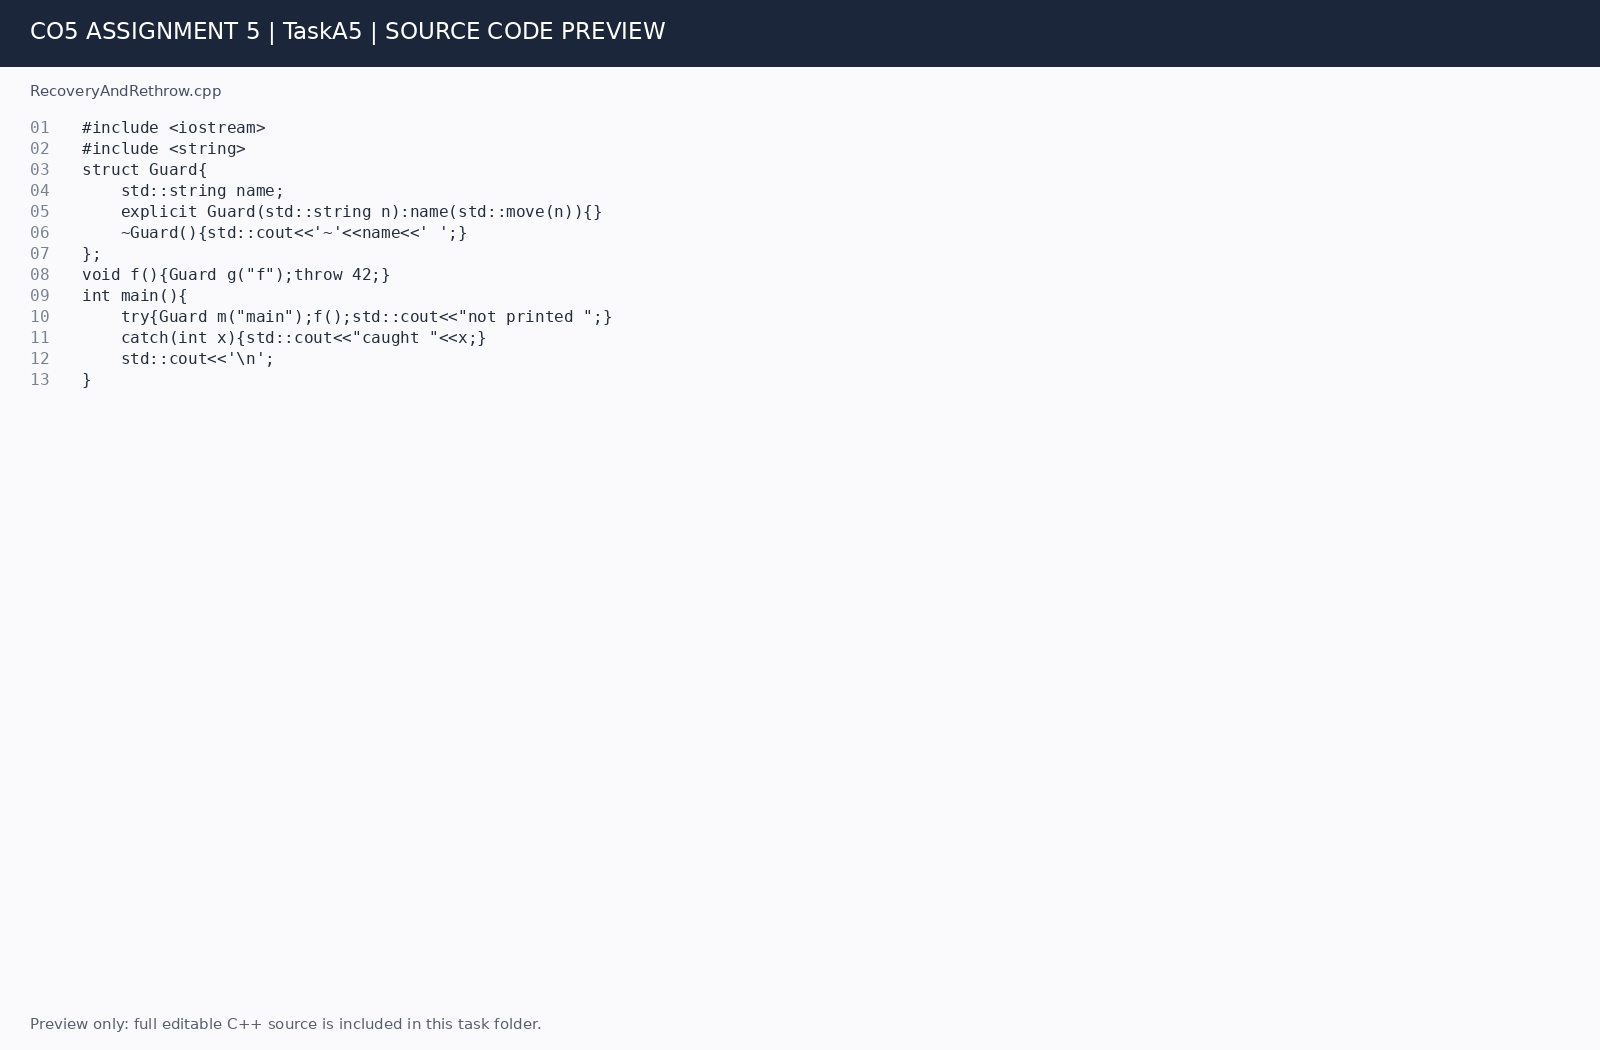 CO5 ASSIGNMENT 5 | TaskA5 | SOURCE CODE PREVIEW
RecoveryAndRethrow.cpp
01 #include <iostream>
02 #include <string>
03 struct Guard{
04     std::string name;
05     explicit Guard(std::string n):name(std::move(n)){}
06     ~Guard(){std::cout<<'~'<<name<<' ';}
07 };
08 void f(){Guard g("f");throw 42;}
09 int main(){
10     try{Guard m("main");f();std::cout<<"not printed ";}
11     catch(int x){std::cout<<"caught "<<x;}
12     std::cout<<'\n';
13 }
Preview only: full editable C++ source is included in this task folder.